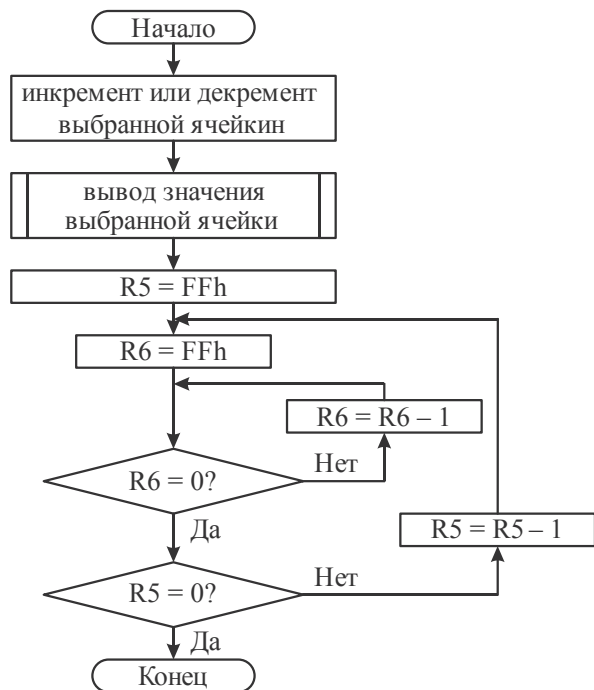 Начало
инкремент или декремент
выбранной ячейкин
вывод значения
выбранной ячейки
R5 = FFh
R6 = FFh
R6 = R6 – 1
Нет
R6 = 0?
Да
R5 = R5 – 1
Нет
R5 = 0?
Да
Конец